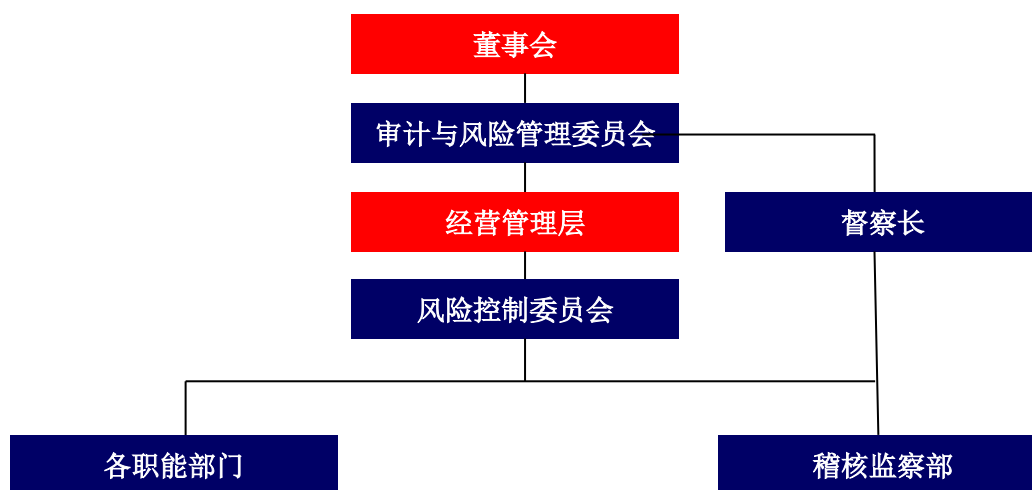 董事会
审计与风险管理委员会
经营管理层
督察长
风险控制委员会
各职能部门
稽核监察部